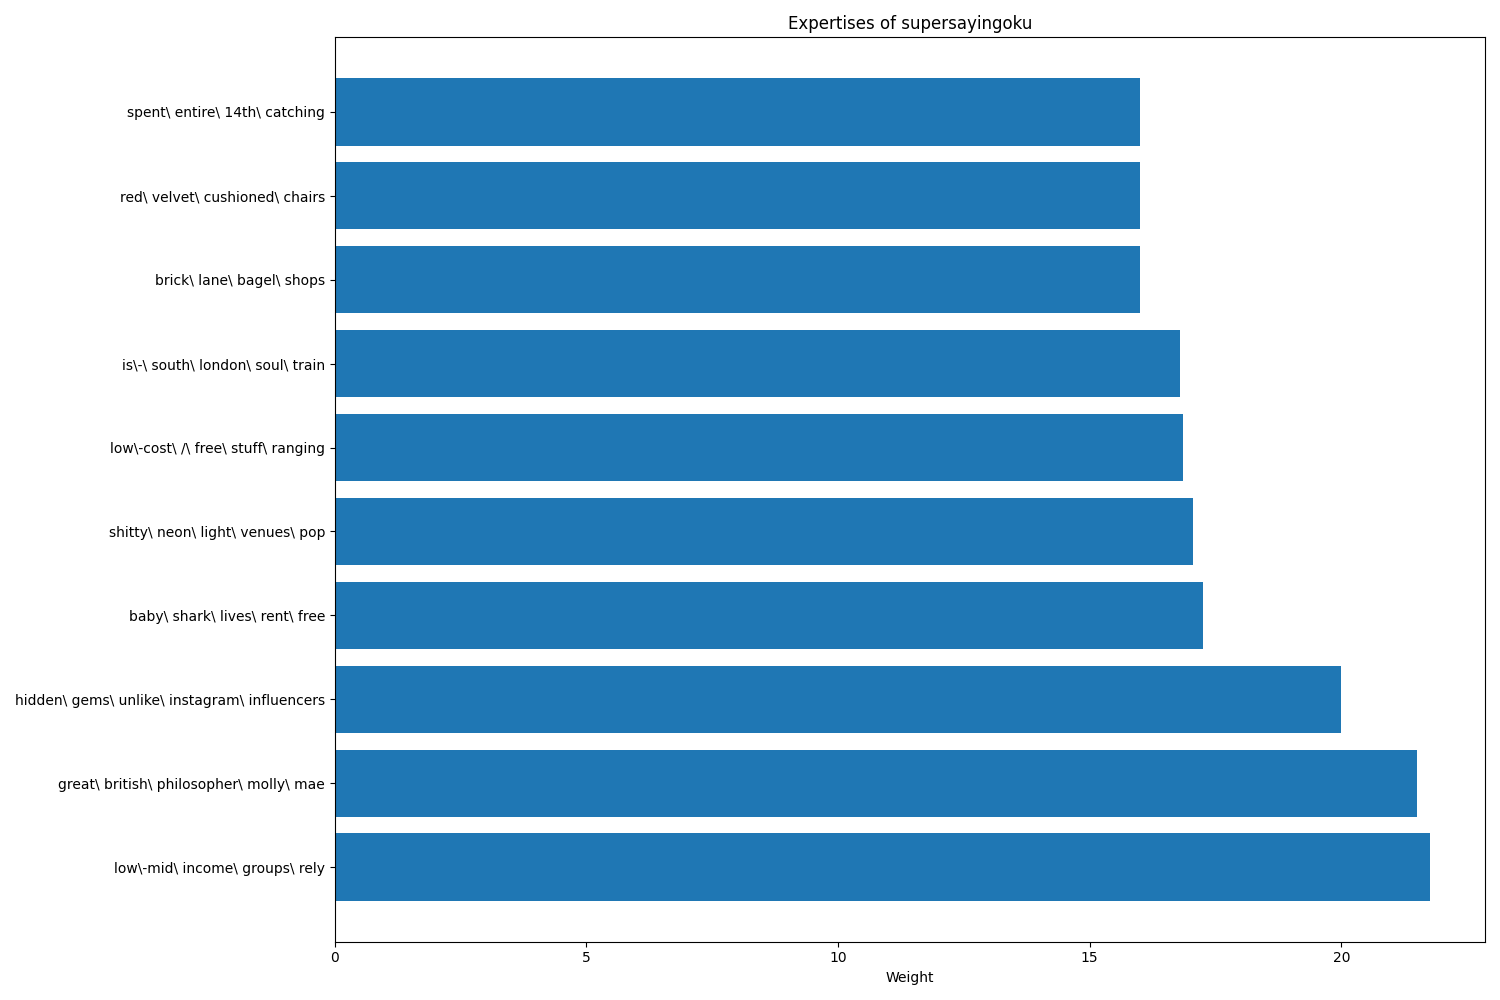 Expertises of supersayingoku
spent\ entire\ 14th\ catching
red\ velvet\ cushioned\ chairs
brick\ lane\ bagel\ shops
is\-\ south\ london\ soul\ train
low\-cost\ /\ free\ stuff\ ranging
shitty\ neon\ light\ venues\ pop
baby\ shark\ lives\ rent\ free
hidden\ gems\ unlike\ instagram\ influencers
great\ british\ philosopher\ molly\ mae
low\-mid\ income\ groups\ rely
0 5 10 15 20
Weight